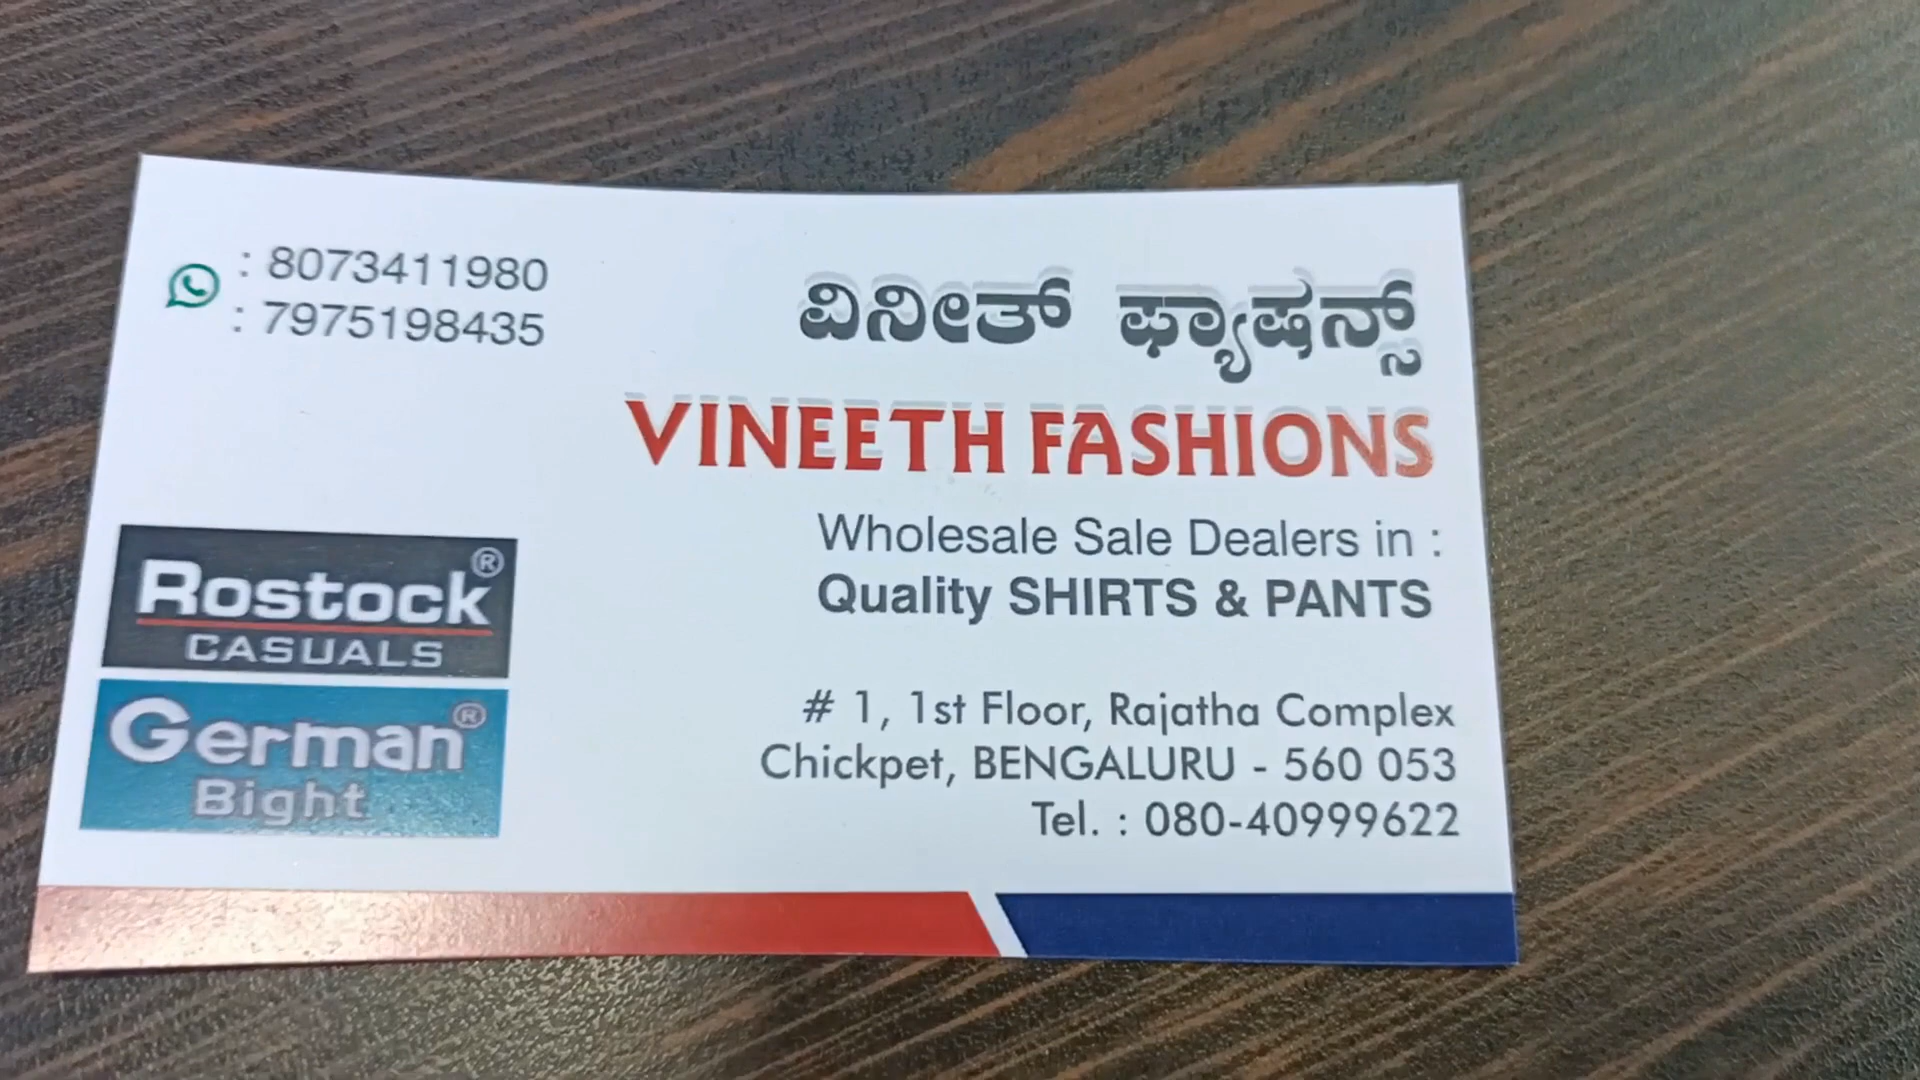 : 8073411980
: 7975198435
ವಿನೀತ್ ಫ್ಯಾಷನ್ಸ್
VINEETH FASHIONS
Wholesale Sale Dealers in :
Quality SHIRTS & PANTS
Rostock®
CASUALS
German®
Bight
# 1, 1st Floor, Rajatha Complex
Chickpet, BENGALURU - 560 053
Tel. : 080-40999622